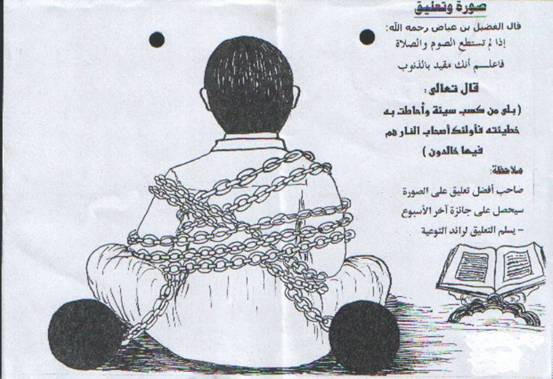 صورة وتعليق
قال الفضيل بن عياض رحمه الله:
إذا لم تستطع الصوم والصلاة
فاعلم أنك مقيد بالذنوب
قال تعالى:
( بلى من كسب سيئة وأحاطت به
خطيئته فأولئك أصحاب النار هم
فيها خالدون )
ملاحظة:
صاحب أفضل تعليق على الصورة
سيحصل على جائزة آخر الأسبوع
- يسلم التعليق لرائد التوعية